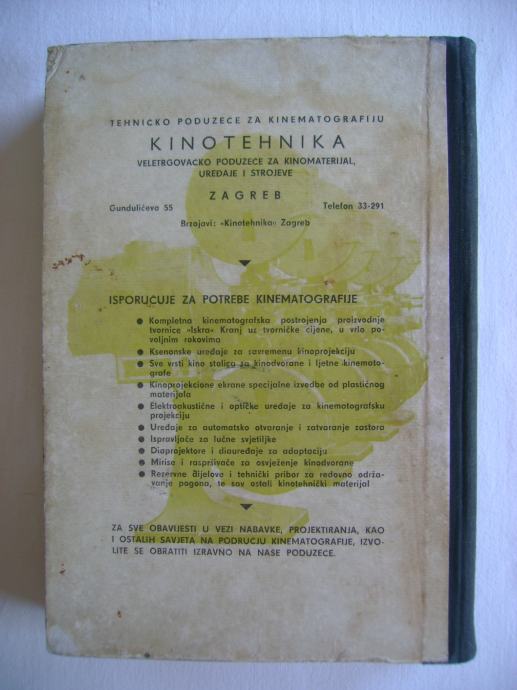 TEHNIČKO PODUZEĆE ZA KINEMATOGRAFIJU
KINOTEHNIKA
VELETRGOVAČKO PODUZEĆE ZA KINOMATERIJAL,
UREĐAJE I STROJEVE
ZAGREB
Gundulićeva 55 Telefon 33-291
Brzojavi: »Kinotehnika« Zagreb
ISPORUČUJE ZA POTREBE KINEMATOGRAFIJE
● Kompletna kinematografska postrojenja proizvodnje
tvornice »Iskra« Kranj uz tvorničke cijene, u vrlo po-
voljnim rokovima
● Ksenonske uređaje za savremenu kinoprojekciju
● Sve vrsti kino stolica za kinodvorane i ljetne kinemato-
grafe
● Kinoprojekcione ekrane specijalne izvedbe od plastičnog
materijala
● Elektroakustične i optičke uređaje za kinematografsku
projekciju
● Uređaje za automatsko otvaranje i zatvaranje zastora
● Ispravljače za lučne svjetiljke
● Diaprojektore i diauređaje za adaptaciju
● Mirise i raspršivače za osvježenje kinodvorane
● Rezervne dijelove i tehnički pribor za redovno održa-
vanje pogona, te sav ostali kinotehnički materijal
ZA SVE OBAVIJESTI U VEZI NABAVKE, PROJEKTIRANJA, KAO
I OSTALIH SAVJETA NA PODRUČJU KINEMATOGRAFIJE, IZVO-
LITE SE OBRATITI IZRAVNO NA NAŠE PODUZEĆE.